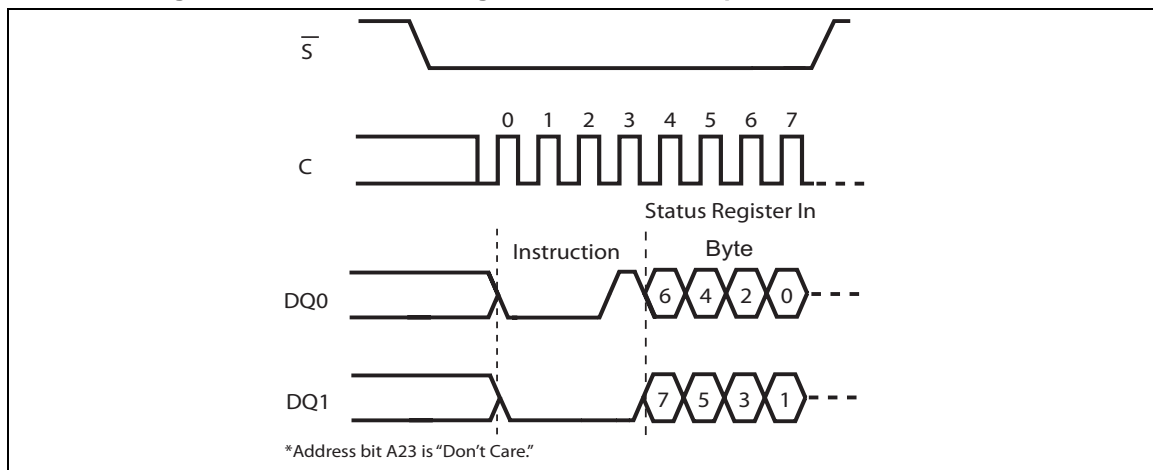 S
0 1 2 3 4 5 6 7
C
Status Register In
Instruction Byte
DQ0 6 4 2 0
DQ1 7 5 3 1
*Address bit A23 is “Don’t Care.”